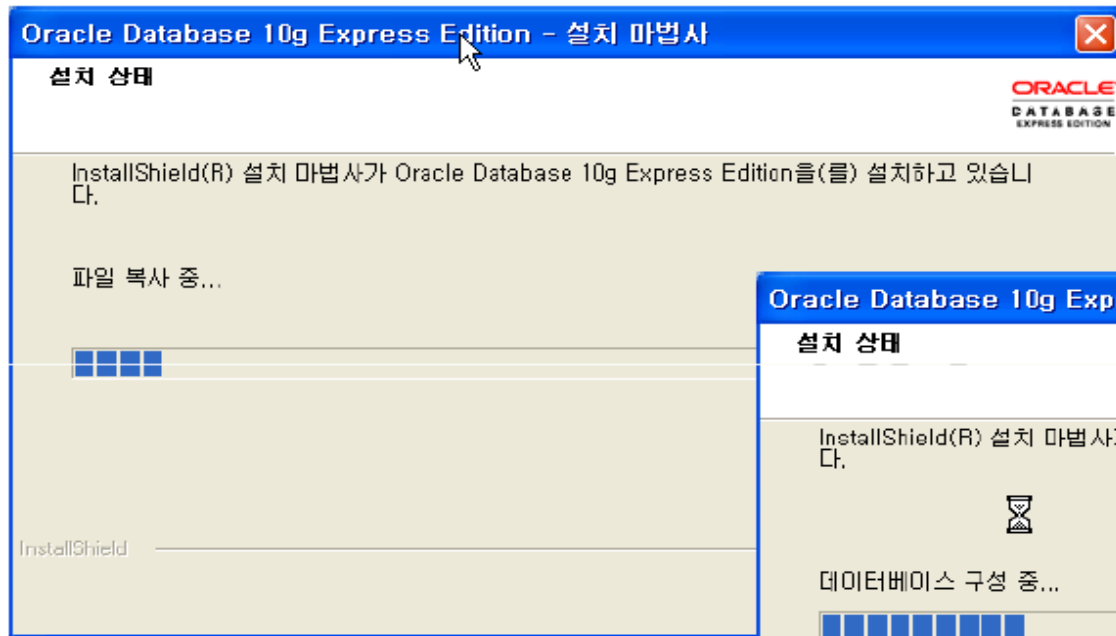 Oracle Database 10g Express Edition - 설치 마법사
설치 상태
ORACLE
DATABASE
EXPRESS EDITION
InstallShield(R) 설치 마법사가 Oracle Database 10g Express Edition을(를) 설치하고 있습니
다.
파일 복사 중...
InstallShield
Oracle Database 10g Exp
설치 상태
InstallShield(R) 설치 마법사
다.
데이터베이스 구성 중...